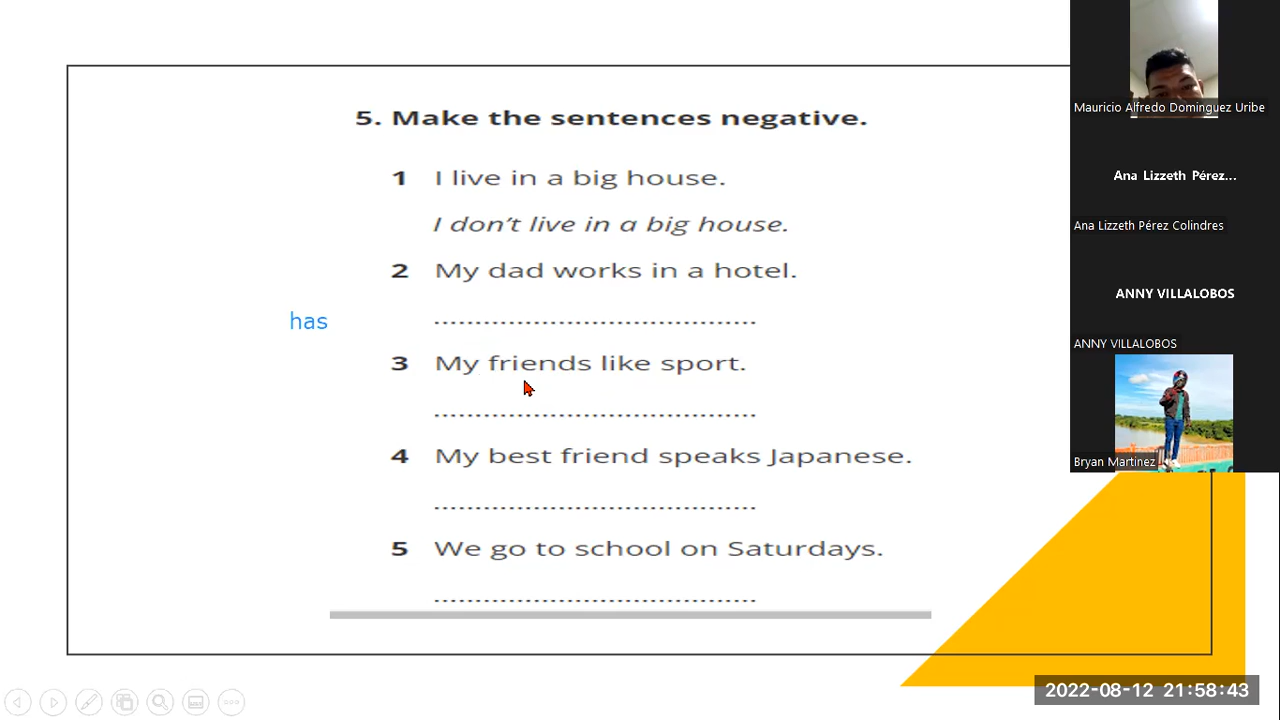 5. Make the sentences negative.
1 I live in a big house.
I don't live in a big house.
2 My dad works in a hotel.
has .......................................
3 My friends like sport.
.......................................
4 My best friend speaks Japanese.
.......................................
5 We go to school on Saturdays.
.......................................
Mauricio Alfredo Dominguez Uribe
Ana Lizzeth Pérez...
Ana Lizzeth Pérez Colindres
ANNY VILLALOBOS
ANNY VILLALOBOS
Bryan Martinez
2022-08-12 21:58:43